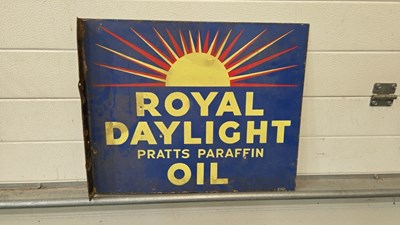 ROYAL
DAYLIGHT
PRATTS PARAFFIN
OIL